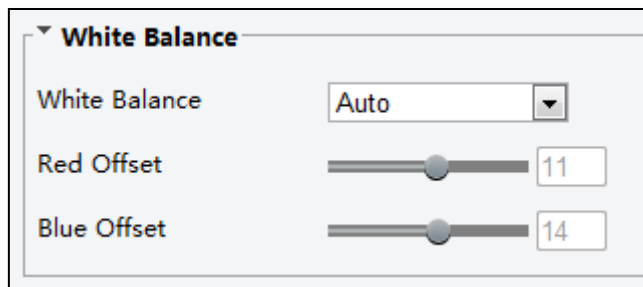 White Balance
White Balance Auto
Red Offset 11
Blue Offset 14